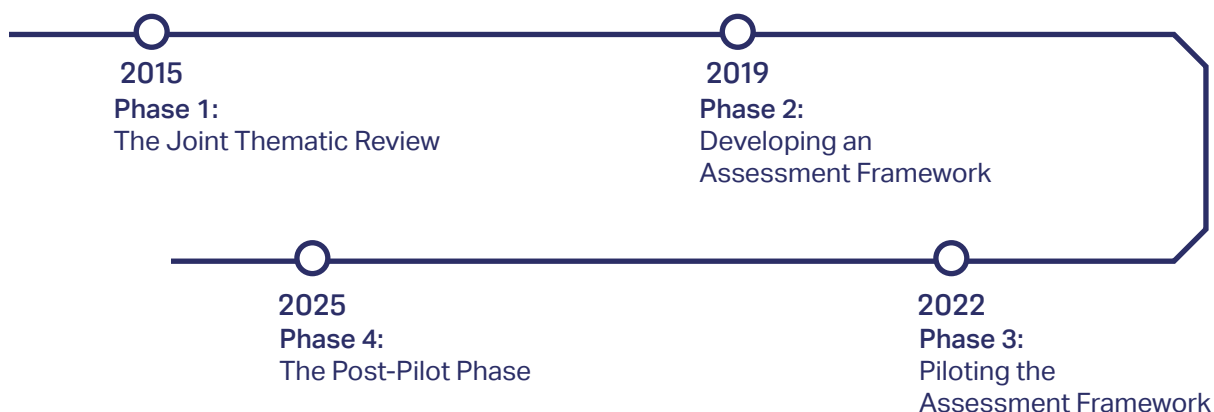 2015
Phase 1:
The Joint Thematic Review
2019
Phase 2:
Developing an
Assessment Framework
2022
Phase 3:
Piloting the
Assessment Framework
2025
Phase 4:
The Post-Pilot Phase